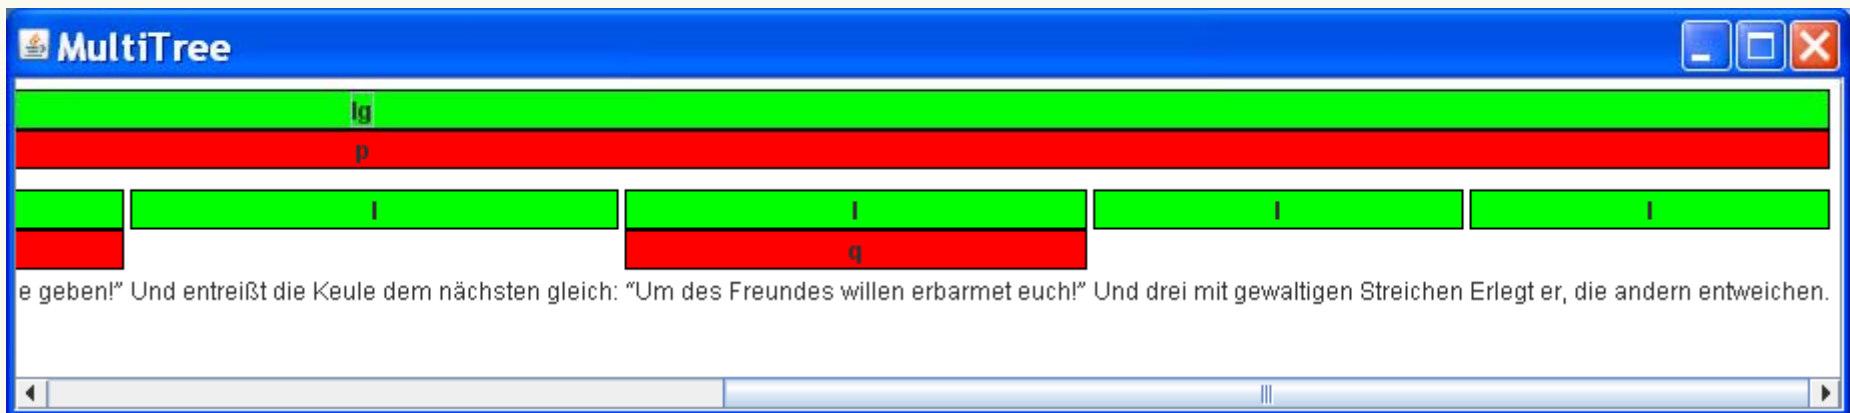 MultiTree
lg
p
l l l l
q
e geben!” Und entreißt die Keule dem nächsten gleich: “Um des Freundes willen erbarmet euch!” Und drei mit gewaltigen Streichen Erlegt er, die andern entweichen.